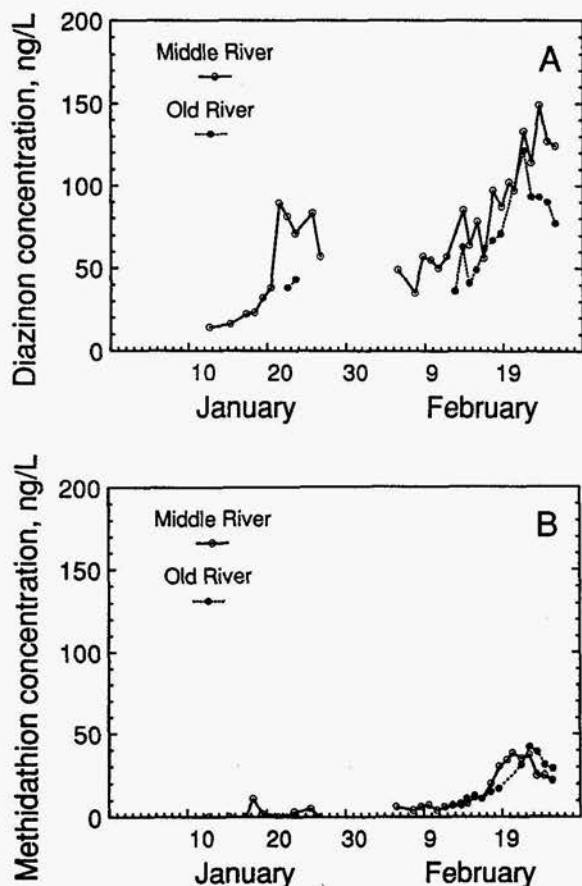 Diazinon concentration, ng/L
200
150
100
50
0
Middle River
Old River
A
10 20 30 9 19
January February
Methidathion concentration, ng/L
200
150
100
50
0
Middle River
Old River
B
10 20 30 9 19
January February